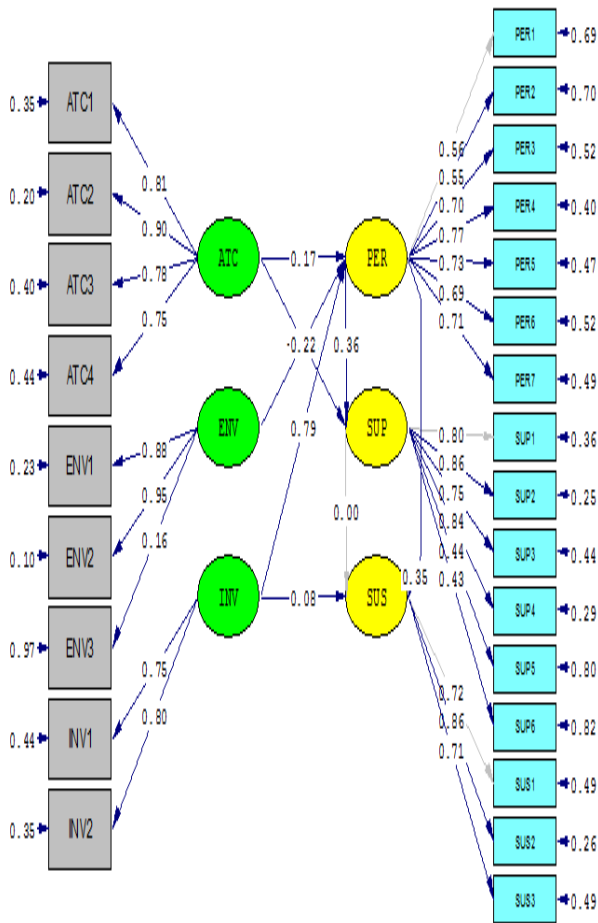 0.35 ATC1
0.20 ATC2
0.40 ATC3
0.44 ATC4
0.23 ENV1
0.10 ENV2
0.97 ENV3
0.44 INV1
0.35 INV2
0.81
0.90
0.78
0.75
0.88
0.95
0.16
0.75
0.80
ATC
ENV
INV
0.17
-0.22
0.36
0.79
0.00
0.08
0.35
PER
SUP
SUS
0.56
0.55
0.70
0.77
0.73
0.69
0.71
0.80
0.86
0.75
0.84
0.44
0.43
0.72
0.86
0.71
PER1 0.69
PER2 0.70
PER3 0.52
PER4 0.40
PER5 0.47
PER6 0.52
PER7 0.49
SUP1 0.36
SUP2 0.25
SUP3 0.44
SUP4 0.29
SUP5 0.80
SUP6 0.82
SUS1 0.49
SUS2 0.26
SUS3 0.49